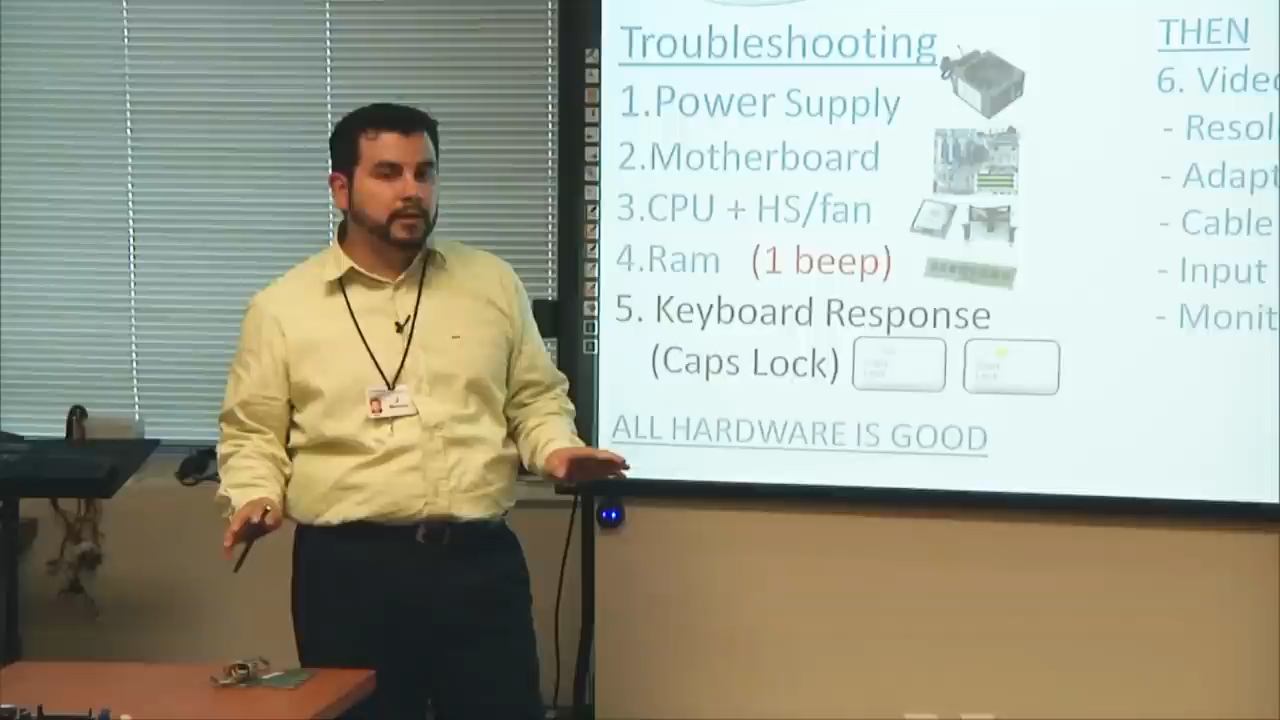 Troubleshooting
1.Power Supply
2.Motherboard
3.CPU + HS/fan
4.Ram (1 beep)
5. Keyboard Response
(Caps Lock)
ALL HARDWARE IS GOOD
THEN
6. Video
- Resol
- Adapt
- Cable
- Input
- Monit